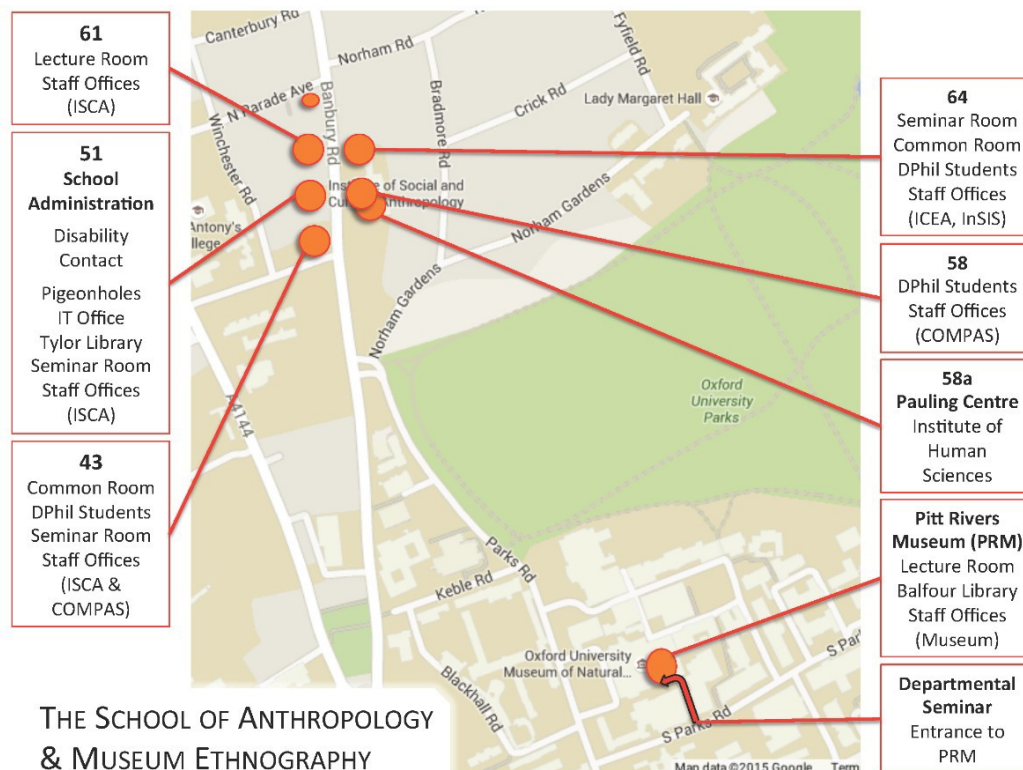 61
Lecture Room
Staff Offices
(ISCA)
51
School
Administration
Disability
Contact
Pigeonholes
IT Office
Tylor Library
Seminar Room
Staff Offices
(ISCA)
43
Common Room
DPhil Students
Seminar Room
Staff Offices
(ISCA &
COMPAS)
Canterbury Rd
Norham Rd
N Parade Ave
Banbury Rd
Bradmore Rd
Winchester Rd
Crick Rd
Fyfield Rd
Lady Margaret Hall
of Social and
Anthropology
Antony's
Norham Gardens
Norham Gardens
A4144
Oxford
University
Parks
Parks Rd
Keble Rd
Blackhall Rd
Oxford University
Museum of Natural...
S Parks Rd
S Parks
Map data ©2015 Google
Term
64
Seminar Room
Common Room
DPhil Students
Staff Offices
(ICEA, InSIS)
58
DPhil Students
Staff Offices
(COMPAS)
58a
Pauling Centre
Institute of
Human
Sciences
Pitt Rivers
Museum (PRM)
Lecture Room
Balfour Library
Staff Offices
(Museum)
Departmental
Seminar
Entrance to
PRM
THE SCHOOL OF ANTHROPOLOGY
& MUSEUM ETHNOGRAPHY